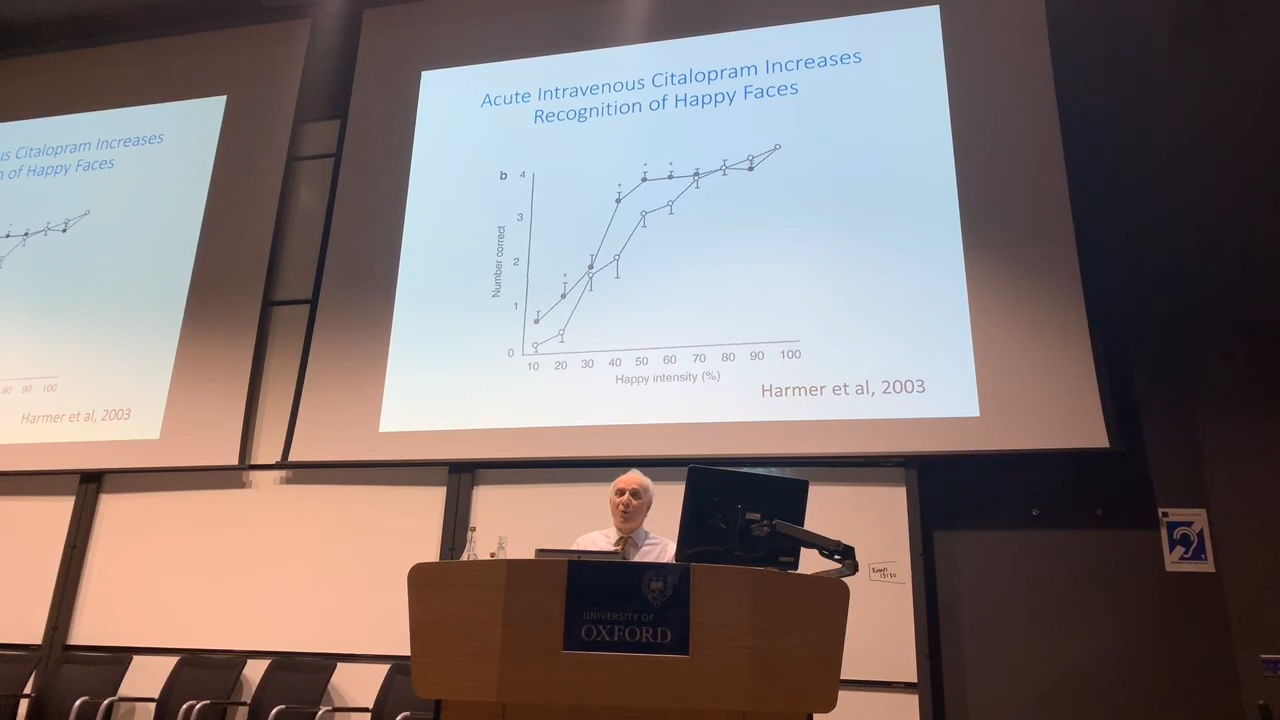 Acute Intravenous Citalopram Increases
Recognition of Happy Faces
b
4
3
2
1
0
Number correct
10 20 30 40 50 60 70 80 90 100
Happy intensity (%)
Harmer et al, 2003
us Citalopram Increases
n of Happy Faces
80 90 100
Harmer et al, 2003
UNIVERSITY OF
OXFORD